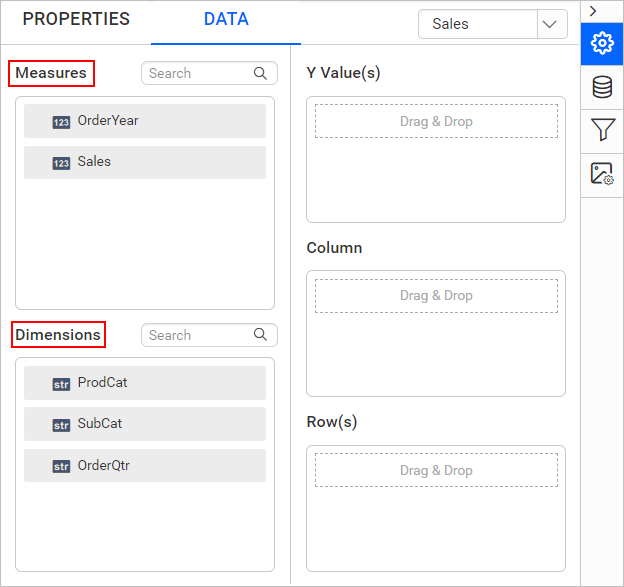 PROPERTIES
DATA
Sales
Measures
Search
123 OrderYear
123 Sales
Dimensions
Search
str ProdCat
str SubCat
str OrderQtr
Y Value(s)
Drag & Drop
Column
Drag & Drop
Row(s)
Drag & Drop